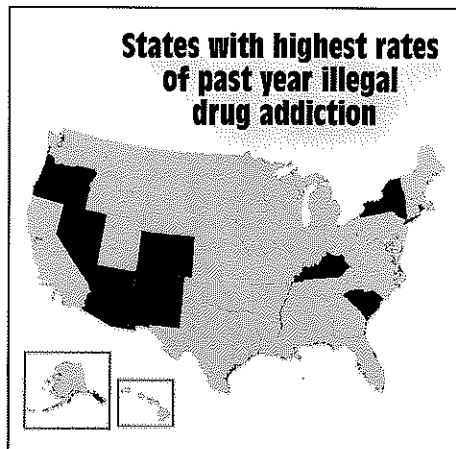 States with highest rates
of past year illegal
drug addiction